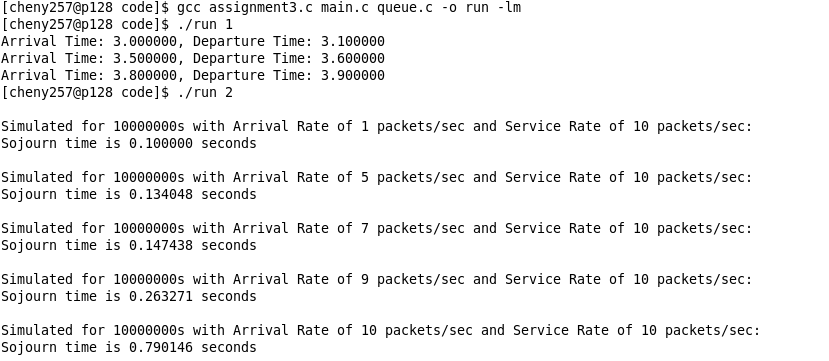 [cheny257@p128 code]$ gcc assignment3.c main.c queue.c -o run -lm
[cheny257@p128 code]$ ./run 1
Arrival Time: 3.000000, Departure Time: 3.100000
Arrival Time: 3.500000, Departure Time: 3.600000
Arrival Time: 3.800000, Departure Time: 3.900000
[cheny257@p128 code]$ ./run 2
Simulated for 10000000s with Arrival Rate of 1 packets/sec and Service Rate of 10 packets/sec:
Sojourn time is 0.100000 seconds
Simulated for 10000000s with Arrival Rate of 5 packets/sec and Service Rate of 10 packets/sec:
Sojourn time is 0.134048 seconds
Simulated for 10000000s with Arrival Rate of 7 packets/sec and Service Rate of 10 packets/sec:
Sojourn time is 0.147438 seconds
Simulated for 10000000s with Arrival Rate of 9 packets/sec and Service Rate of 10 packets/sec:
Sojourn time is 0.263271 seconds
Simulated for 10000000s with Arrival Rate of 10 packets/sec and Service Rate of 10 packets/sec:
Sojourn time is 0.790146 seconds